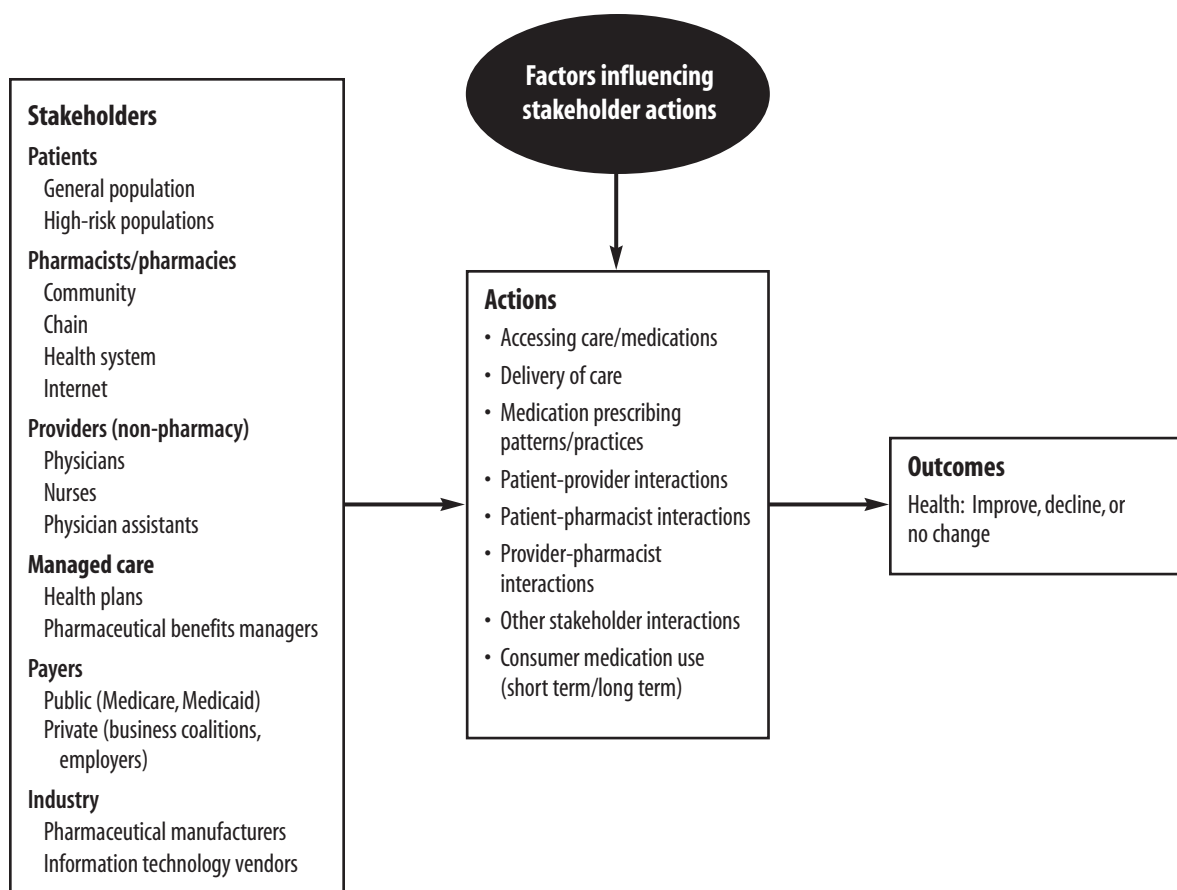 Factors influencing
stakeholder actions
Stakeholders
Patients
General population
High-risk populations
Pharmacists/pharmacies
Community
Chain
Health system
Internet
Providers (non-pharmacy)
Physicians
Nurses
Physician assistants
Managed care
Health plans
Pharmaceutical benefits managers
Payers
Public (Medicare, Medicaid)
Private (business coalitions,
employers)
Industry
Pharmaceutical manufacturers
Information technology vendors
Actions
• Accessing care/medications
• Delivery of care
• Medication prescribing
patterns/practices
• Patient-provider interactions
• Patient-pharmacist interactions
• Provider-pharmacist
interactions
• Other stakeholder interactions
• Consumer medication use
(short term/long term)
Outcomes
Health: Improve, decline, or
no change